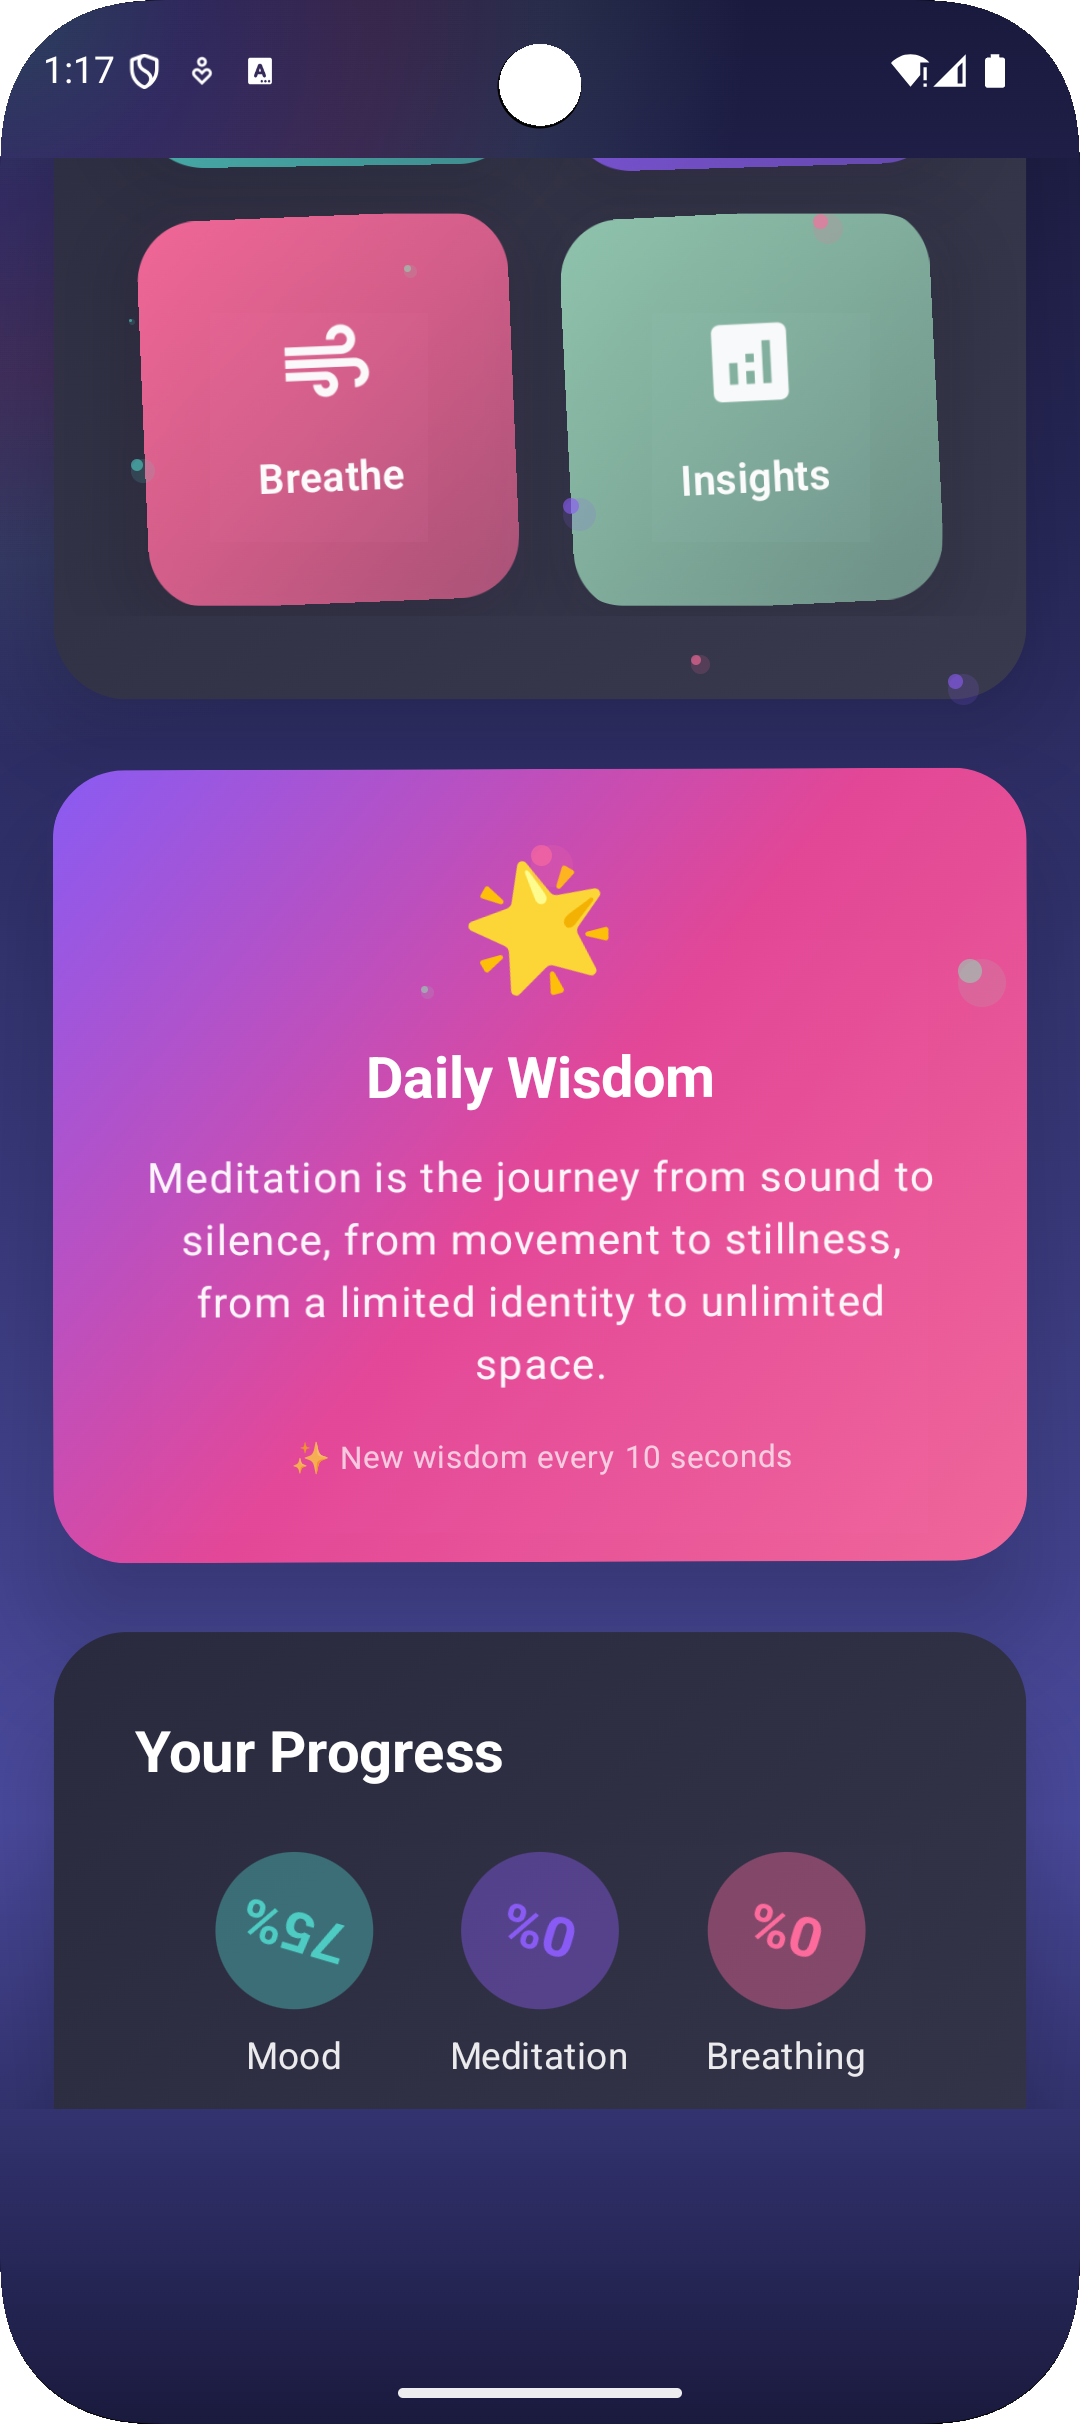 1:17
Breathe
Insights
Daily Wisdom
Meditation is the journey from sound to
silence, from movement to stillness,
from a limited identity to unlimited
space.
✨ New wisdom every 10 seconds
Your Progress
75%
0%
0%
Mood
Meditation
Breathing